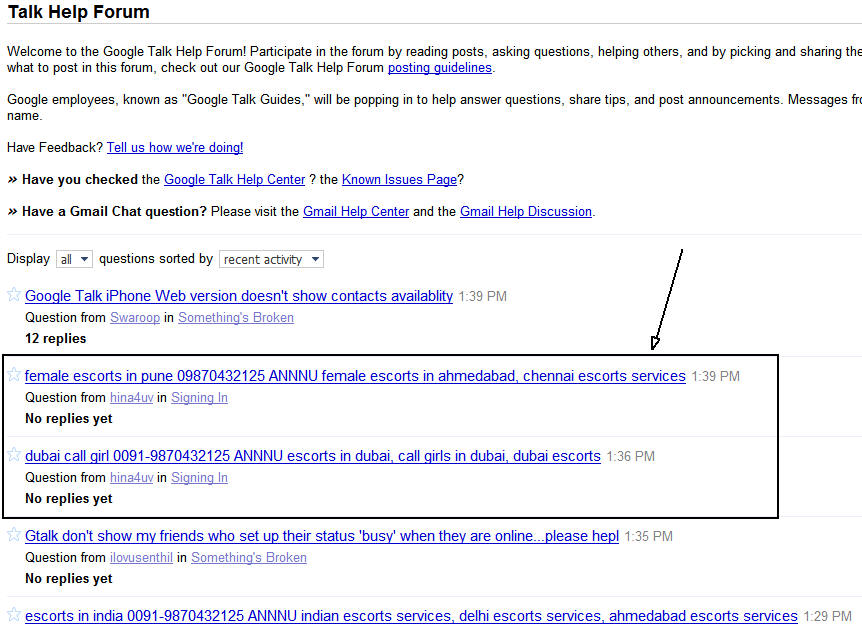 Talk Help Forum
Welcome to the Google Talk Help Forum! Participate in the forum by reading posts, asking questions, helping others, and by picking and sharing the
what to post in this forum, check out our Google Talk Help Forum posting guidelines.
Google employees, known as "Google Talk Guides," will be popping in to help answer questions, share tips, and post announcements. Messages fro
name.
Have Feedback? Tell us how we're doing!
» Have you checked the Google Talk Help Center ? the Known Issues Page?
» Have a Gmail Chat question? Please visit the Gmail Help Center and the Gmail Help Discussion.
Display all questions sorted by recent activity
Google Talk iPhone Web version doesn't show contacts availablity 1:39 PM
Question from Swaroop in Something's Broken
12 replies
female escorts in pune 09870432125 ANNNU female escorts in ahmedabad, chennai escorts services 1:39 PM
Question from hina4uv in Signing In
No replies yet
dubai call girl 0091-9870432125 ANNNU escorts in dubai, call girls in dubai, dubai escorts 1:36 PM
Question from hina4uv in Signing In
No replies yet
Gtalk don't show my friends who set up their status 'busy' when they are online...please hepl 1:35 PM
Question from ilovusenthil in Something's Broken
No replies yet
escorts in india 0091-9870432125 ANNNU indian escorts services, delhi escorts services, ahmedabad escorts services 1:29 PM